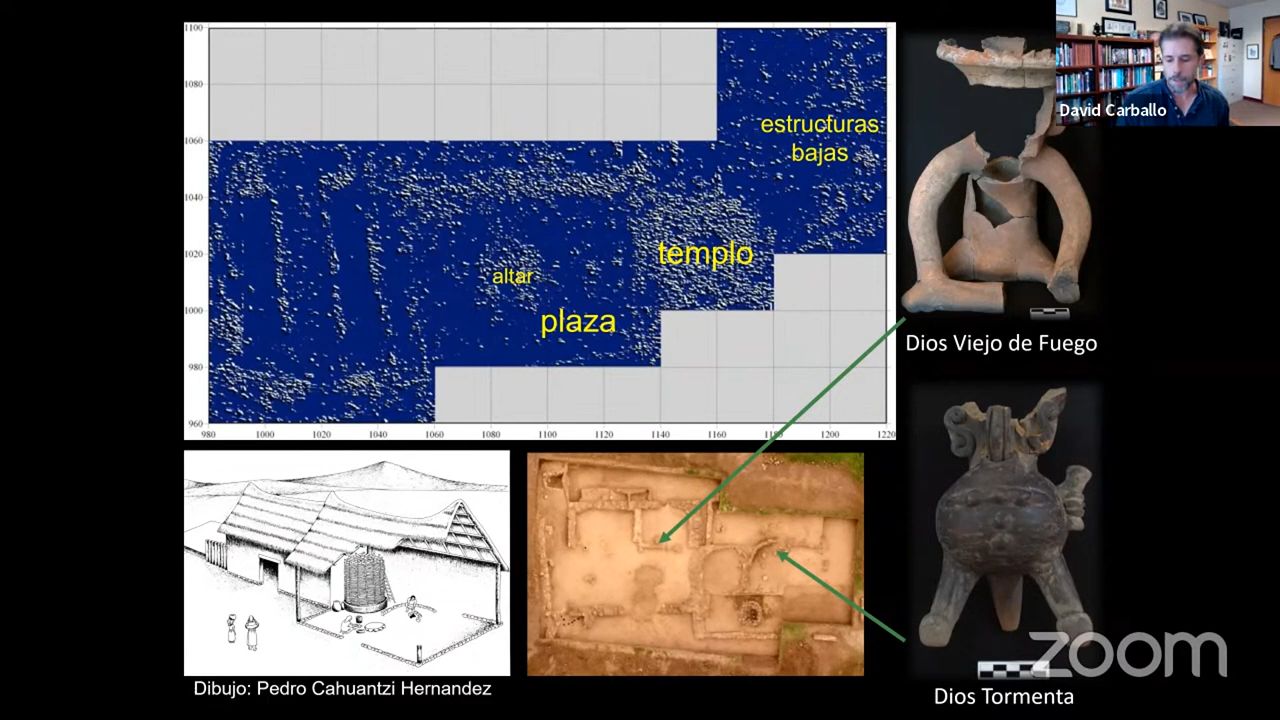 1100
1080
1060
1040
1020
1000
980
960
980
1000
1020
1040
1060
1080
1100
1120
1140
1160
1180
1200
1220
estructuras
bajas
templo
altar
plaza
David Carballo
Dios Viejo de Fuego
Dibujo: Pedro Cahuantzi Hernandez
zoom
Dios Tormenta